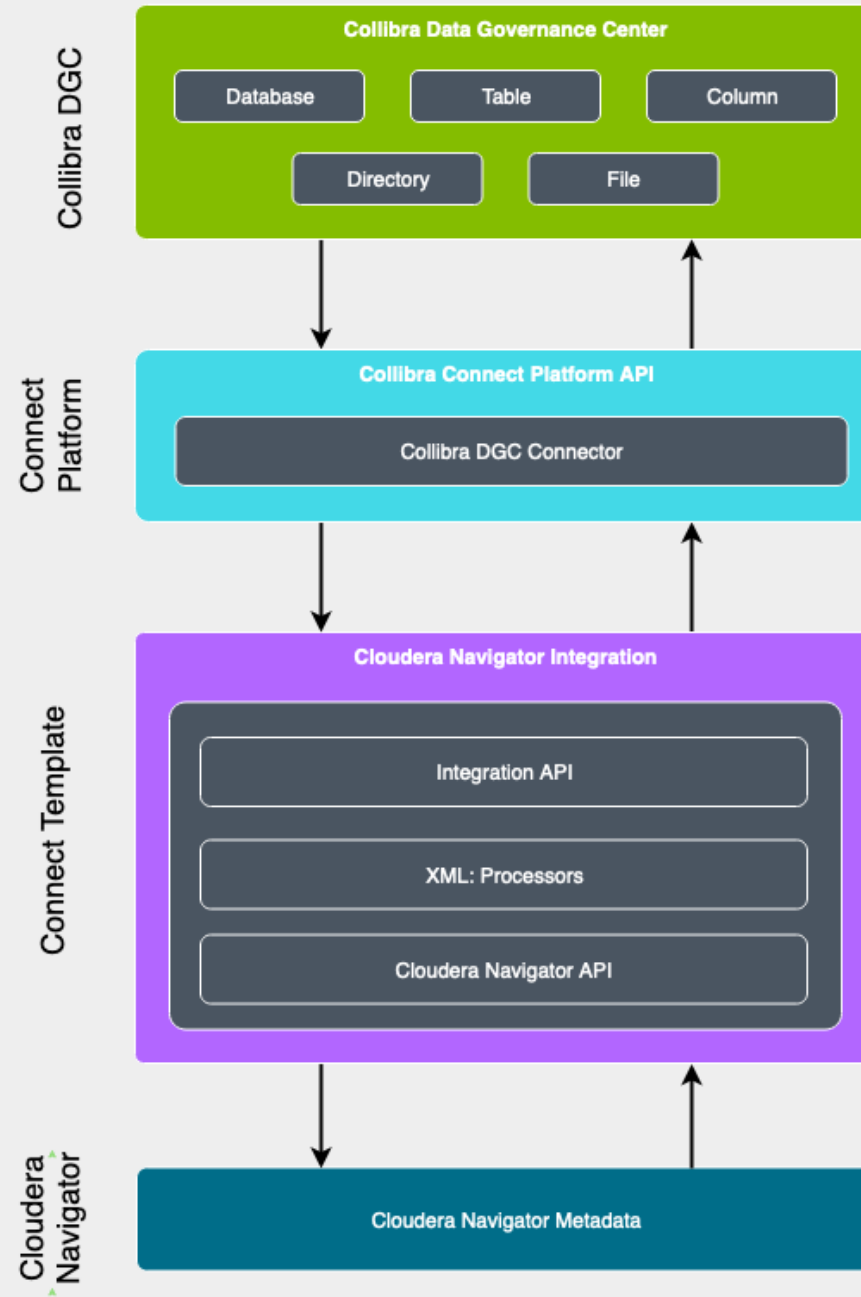 Collibra DGC
Collibra Data Governance Center
Database
Table
Column
Directory
File
Connect
Platform
Collibra Connect Platform API
Collibra DGC Connector
Connect Template
Cloudera Navigator Integration
Integration API
XML: Processors
Cloudera Navigator API
Cloudera
Navigator
Cloudera Navigator Metadata